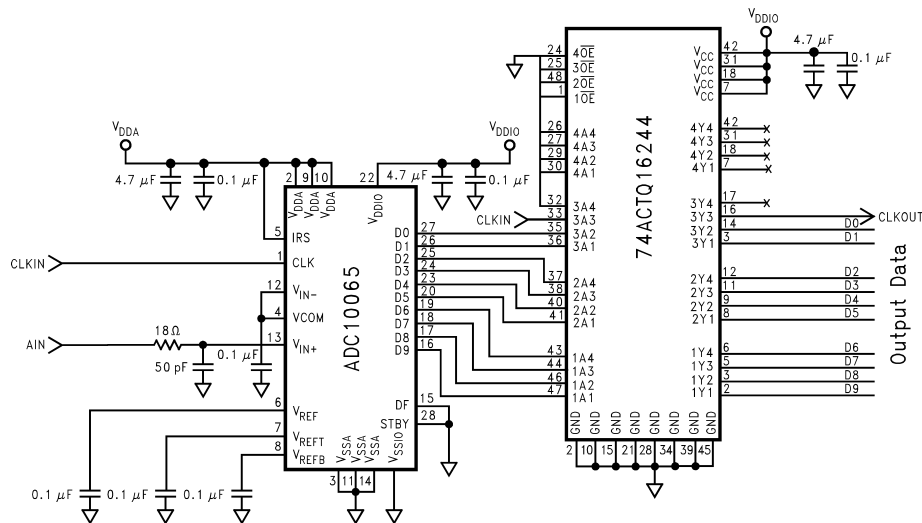 VDDIO
24 4OE VCC 42 4.7 µF
25 3OE VCC 31 0.1 µF
48 2OE VCC 18
1 1OE VCC 7
VDDA
VDDIO
26 4A4 4Y4 42
27 4A3 4Y3 31
29 4A2 4Y2 18
30 4A1 4Y1 7
4.7 µF 0.1 µF 2 9 10 22 4.7 µF 0.1 µF
VDDA VDDA VDDA VDDIO
32 3A4 3Y4 17
CLKIN 33 3A3 3Y3 16 CLKOUT
35 3A2 3Y2 14 D0
36 3A1 3Y1 3 D1
5 IRS D0 27
D1 26
CLKIN 1 CLK D2 25
D3 24
12 VIN- D4 23
D5 20
4 VCOM D6 19
D7 18
AIN 18Ω 13 VIN+ D8 17
D9 16
50 pF 0.1 µF
ADC10065
74ACTQ16244
37 2A4 2Y4 12 D2
38 2A3 2Y3 11 D3
40 2A2 2Y2 9 D4
41 2A1 2Y1 8 D5
43 1A4 1Y4 6 D6
44 1A3 1Y3 5 D7
46 1A2 1Y2 3 D8
47 1A1 1Y1 2 D9
Output Data
6 VREF DF 15
STBY 28
7 VREFT
8 VREFB
VSSA VSSA VSSA VSSIO
3 11 14
0.1 µF 0.1 µF 0.1 µF
GND GND GND GND GND GND GND GND
2 10 15 21 28 34 39 45